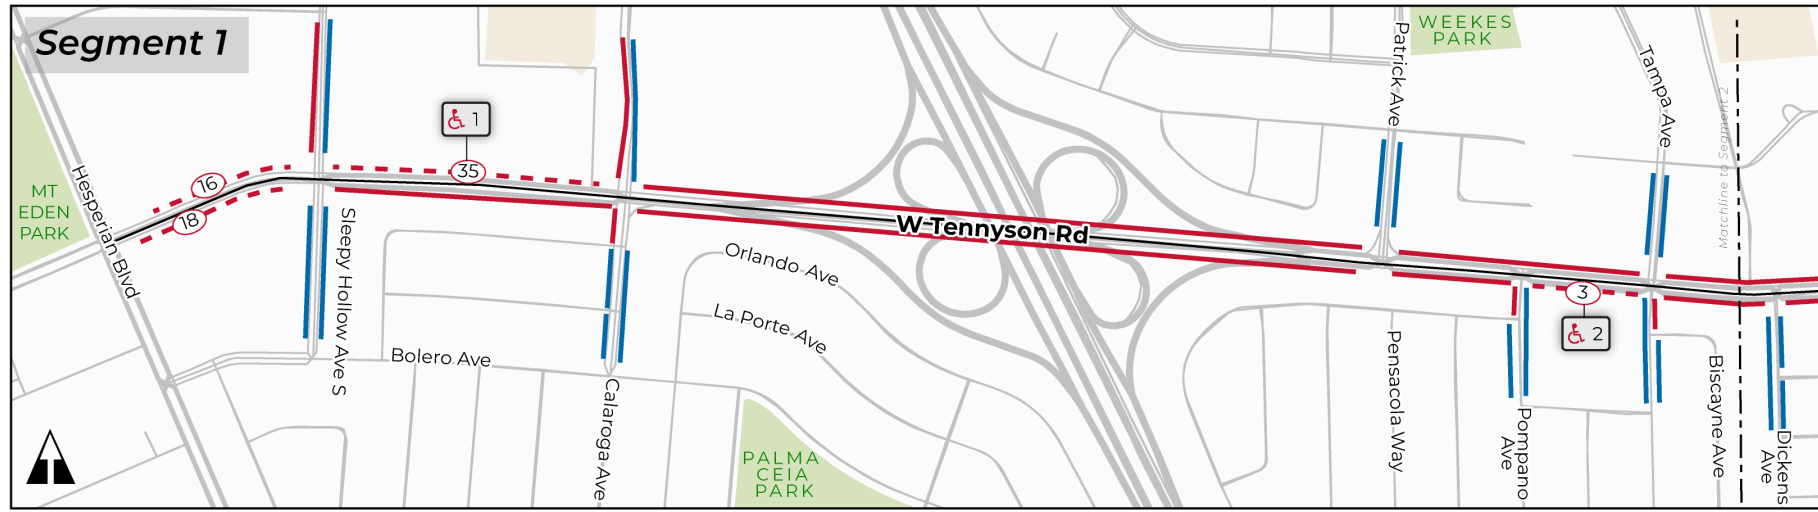 Segment 1
WEEKES
PARK
Patrick Ave
Tampa Ave
Matchline to Segment 2
1
35
16
18
MT
EDEN
PARK
Hesperian Blvd
Sleepy Hollow Ave S
W Tennyson Rd
Orlando Ave
La Porte Ave
Bolero Ave
Calaroga Ave
3
2
Pensacola Way
Pompano
Ave
Biscayne Ave
Dickens
Ave
PALMA
CEIA
PARK